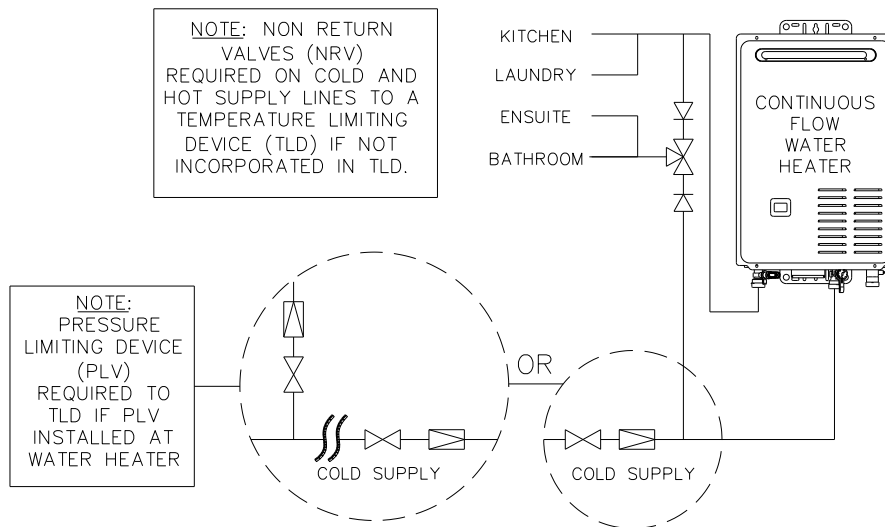 NOTE: NON RETURN
VALVES (NRV)
REQUIRED ON COLD AND
HOT SUPPLY LINES TO A
TEMPERATURE LIMITING
DEVICE (TLD) IF NOT
INCORPORATED IN TLD.
KITCHEN
LAUNDRY
ENSUITE
BATHROOM
CONTINUOUS
FLOW
WATER
HEATER
NOTE:
PRESSURE
LIMITING DEVICE
(PLV)
REQUIRED TO
TLD IF PLV
INSTALLED AT
WATER HEATER
OR
COLD SUPPLY
COLD SUPPLY